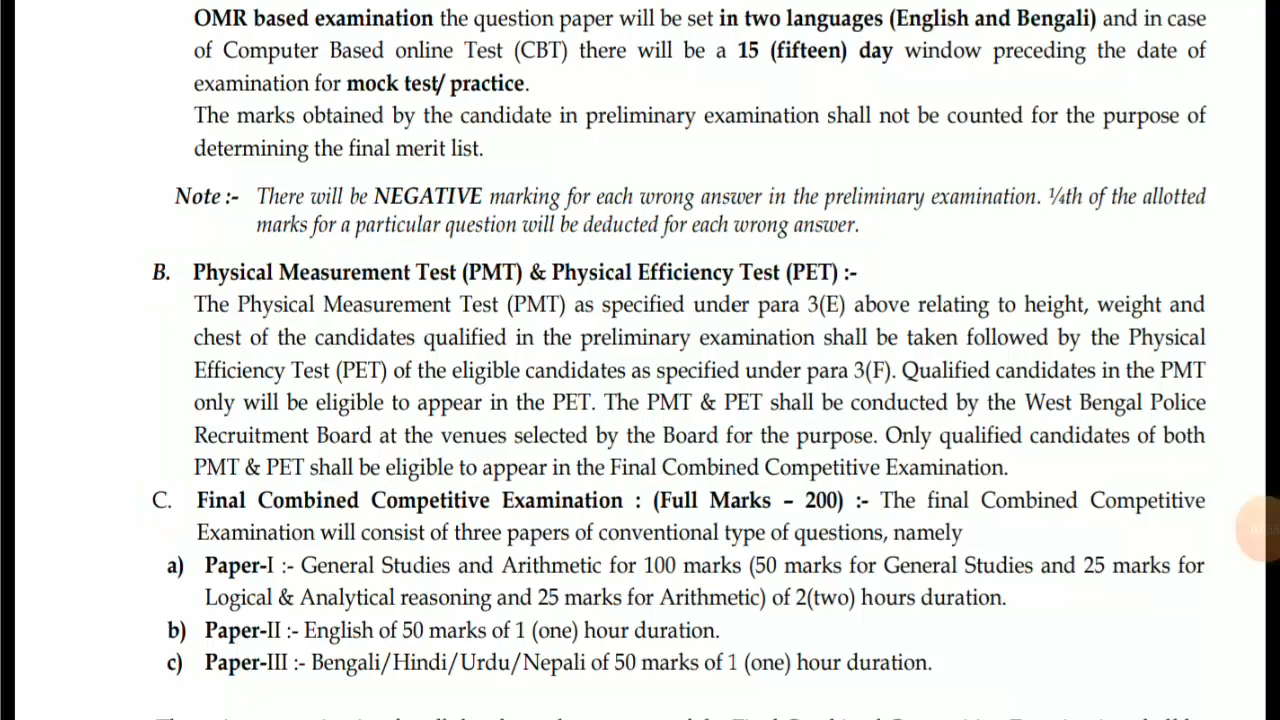 OMR based examination the question paper will be set in two languages (English and Bengali) and in case
of Computer Based online Test (CBT) there will be a 15 (fifteen) day window preceding the date of
examination for mock test/ practice.
The marks obtained by the candidate in preliminary examination shall not be counted for the purpose of
determining the final merit list.
Note :- There will be NEGATIVE marking for each wrong answer in the preliminary examination. ¼th of the allotted
marks for a particular question will be deducted for each wrong answer.
B. Physical Measurement Test (PMT) & Physical Efficiency Test (PET) :-
The Physical Measurement Test (PMT) as specified under para 3(E) above relating to height, weight and
chest of the candidates qualified in the preliminary examination shall be taken followed by the Physical
Efficiency Test (PET) of the eligible candidates as specified under para 3(F). Qualified candidates in the PMT
only will be eligible to appear in the PET. The PMT & PET shall be conducted by the West Bengal Police
Recruitment Board at the venues selected by the Board for the purpose. Only qualified candidates of both
PMT & PET shall be eligible to appear in the Final Combined Competitive Examination.
C. Final Combined Competitive Examination : (Full Marks – 200) :- The final Combined Competitive
Examination will consist of three papers of conventional type of questions, namely
a) Paper-I :- General Studies and Arithmetic for 100 marks (50 marks for General Studies and 25 marks for
Logical & Analytical reasoning and 25 marks for Arithmetic) of 2(two) hours duration.
b) Paper-II :- English of 50 marks of 1 (one) hour duration.
c) Paper-III :- Bengali/Hindi/Urdu/Nepali of 50 marks of 1 (one) hour duration.